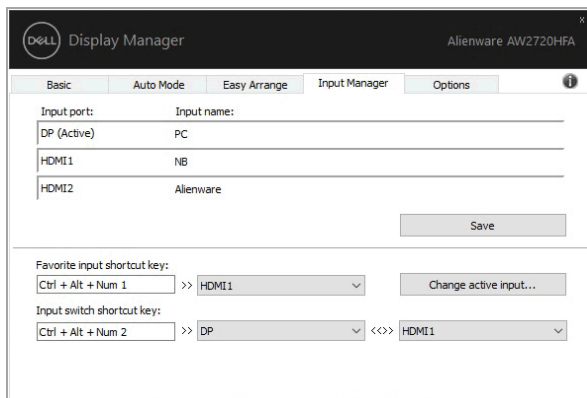 x
DELL Display Manager Alienware AW2720HFA
Basic Auto Mode Easy Arrange Input Manager Options i
Input port: Input name:
DP (Active) PC
HDMI1 NB
HDMI2 Alienware
Save
Favorite input shortcut key:
Ctrl + Alt + Num 1 >> HDMI1 Change active input...
Input switch shortcut key:
Ctrl + Alt + Num 2 >> DP <<>> HDMI1